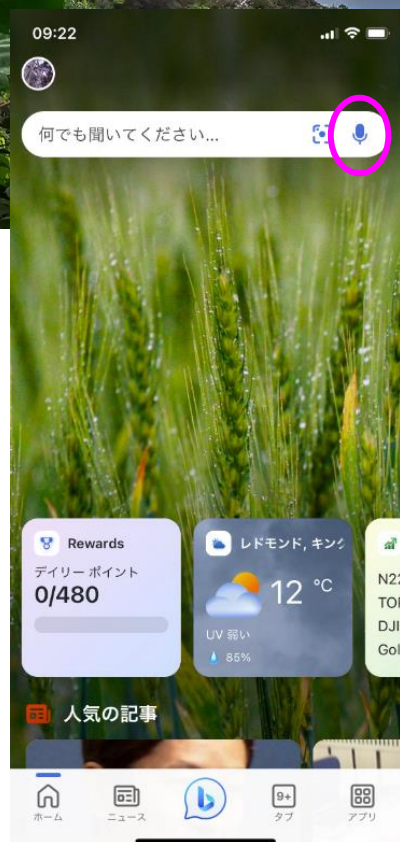 09:22
何でも聞いてください...
Rewards
デイリー ポイント
0/480
レドモンド, キング
12 °C
UV 弱い
85%
N22
TOP
DJI
Gol
人気の記事
ホーム
ニュース
9+
タブ
アプリ